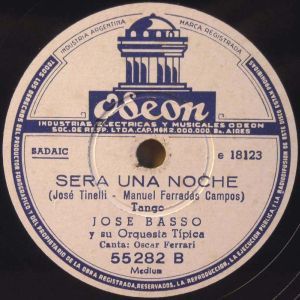 INDUSTRIA ARGENTINA
MARCA REGISTRADA
Odeon
INDUSTRIAS ELECTRICAS Y MUSICALES ODEON
SOC. DE RESP. LTDA. CAP. M$N 2.000.000 Bs. AIRES
SADAIC
e 18123
SERA UNA NOCHE
(José Tinelli - Manuel Ferradás Campos)
Tango
JOSE BASSO
y su Orquesta Típica
Canta: Oscar Ferrari
55282 B
Medium